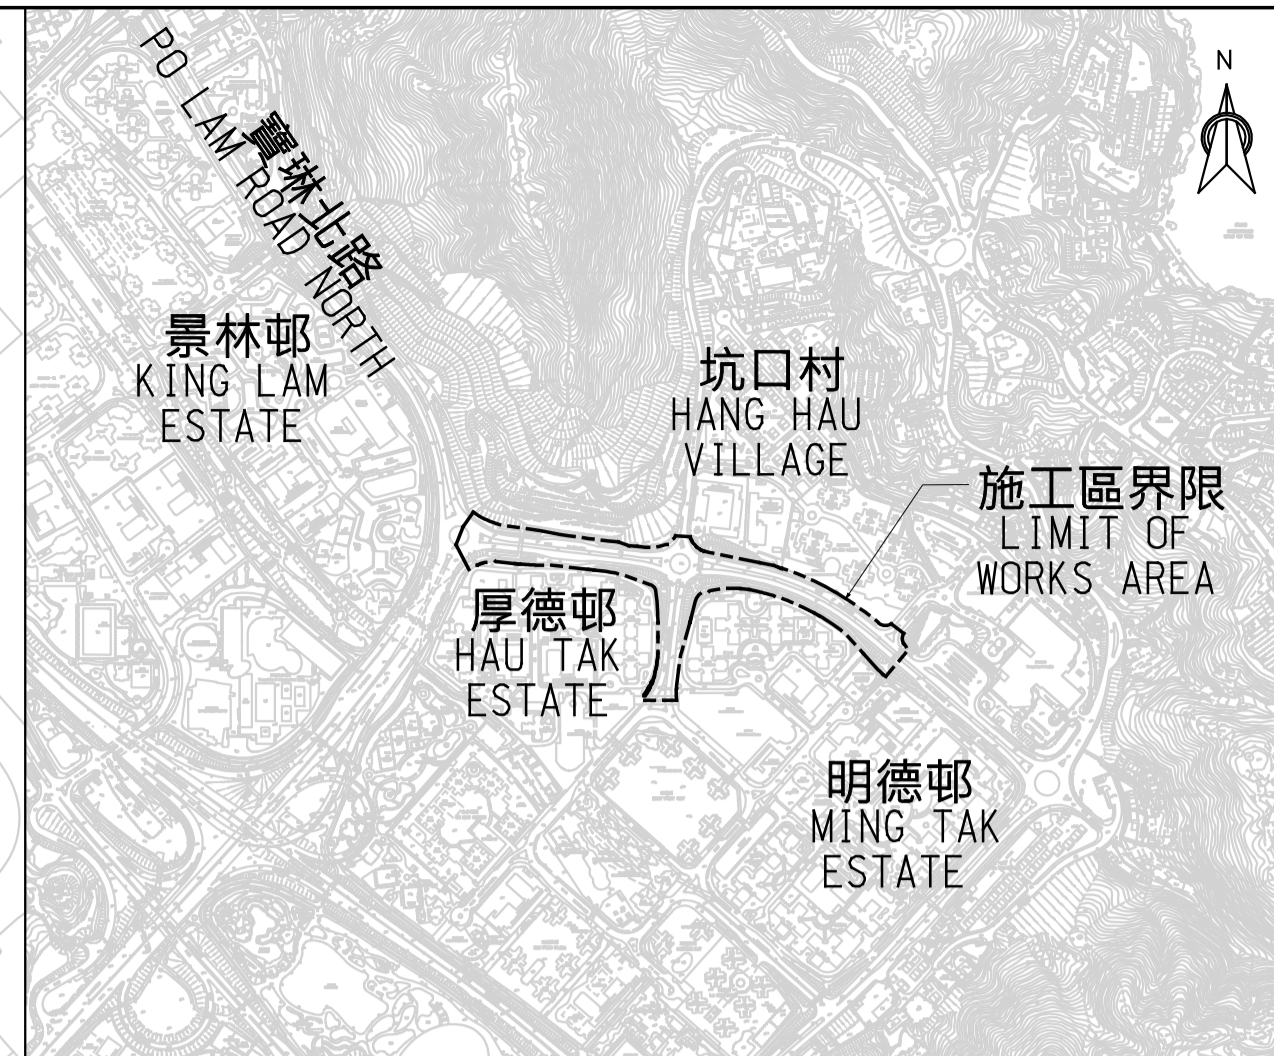 N
寶琳北路
PO LAM ROAD NORTH
景林邨
KING LAM
ESTATE
坑口村
HANG HAU
VILLAGE
施工區界限
LIMIT OF
WORKS AREA
厚德邨
HAU TAK
ESTATE
明德邨
MING TAK
ESTATE